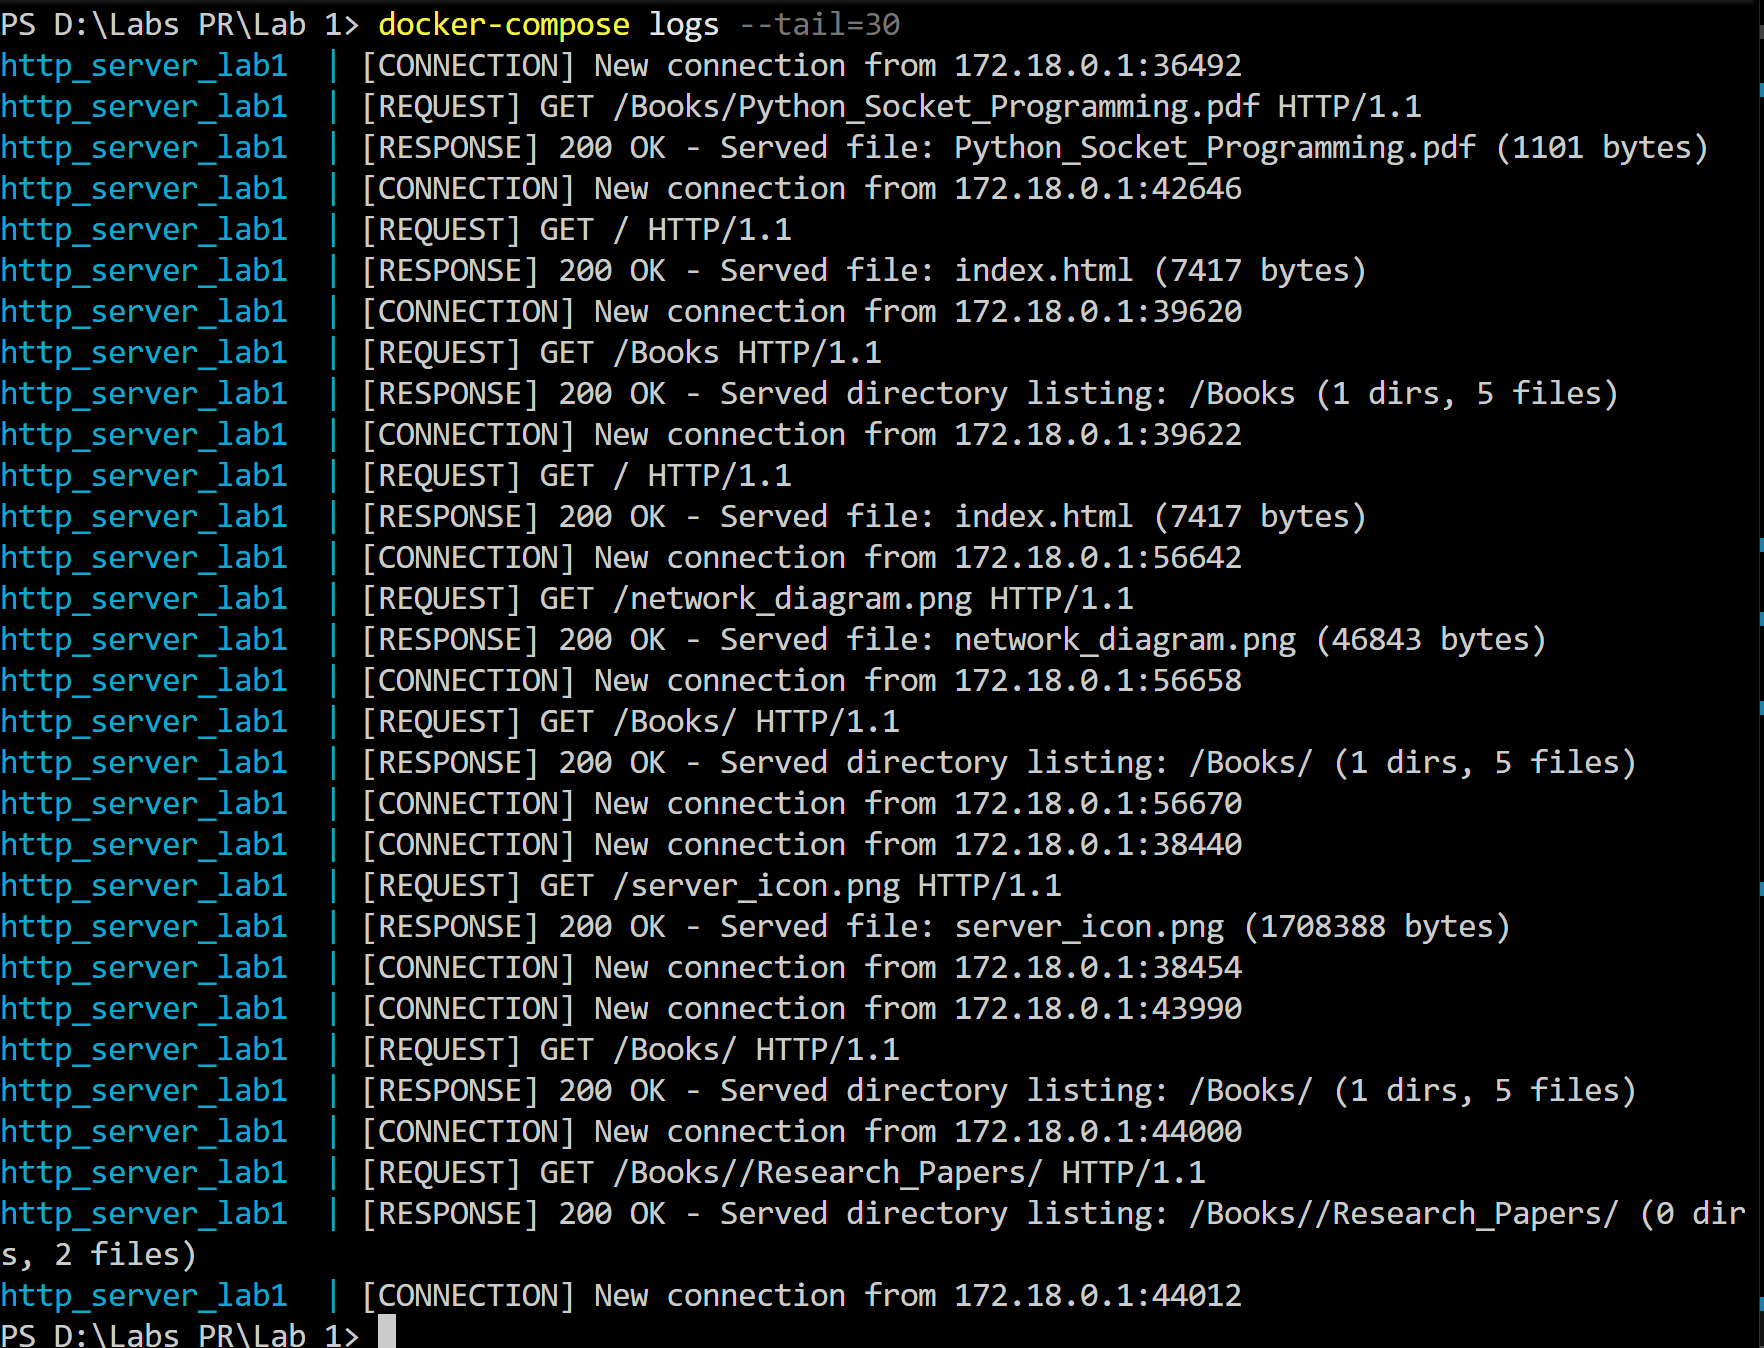 PS D:\Labs PR\Lab 1> docker-compose logs --tail=30
http_server_lab1  | [CONNECTION] New connection from 172.18.0.1:36492
http_server_lab1  | [REQUEST] GET /Books/Python_Socket_Programming.pdf HTTP/1.1
http_server_lab1  | [RESPONSE] 200 OK - Served file: Python_Socket_Programming.pdf (1101 bytes)
http_server_lab1  | [CONNECTION] New connection from 172.18.0.1:42646
http_server_lab1  | [REQUEST] GET / HTTP/1.1
http_server_lab1  | [RESPONSE] 200 OK - Served file: index.html (7417 bytes)
http_server_lab1  | [CONNECTION] New connection from 172.18.0.1:39620
http_server_lab1  | [REQUEST] GET /Books HTTP/1.1
http_server_lab1  | [RESPONSE] 200 OK - Served directory listing: /Books (1 dirs, 5 files)
http_server_lab1  | [CONNECTION] New connection from 172.18.0.1:39622
http_server_lab1  | [REQUEST] GET / HTTP/1.1
http_server_lab1  | [RESPONSE] 200 OK - Served file: index.html (7417 bytes)
http_server_lab1  | [CONNECTION] New connection from 172.18.0.1:56642
http_server_lab1  | [REQUEST] GET /network_diagram.png HTTP/1.1
http_server_lab1  | [RESPONSE] 200 OK - Served file: network_diagram.png (46843 bytes)
http_server_lab1  | [CONNECTION] New connection from 172.18.0.1:56658
http_server_lab1  | [REQUEST] GET /Books/ HTTP/1.1
http_server_lab1  | [RESPONSE] 200 OK - Served directory listing: /Books/ (1 dirs, 5 files)
http_server_lab1  | [CONNECTION] New connection from 172.18.0.1:56670
http_server_lab1  | [CONNECTION] New connection from 172.18.0.1:38440
http_server_lab1  | [REQUEST] GET /server_icon.png HTTP/1.1
http_server_lab1  | [RESPONSE] 200 OK - Served file: server_icon.png (1708388 bytes)
http_server_lab1  | [CONNECTION] New connection from 172.18.0.1:38454
http_server_lab1  | [CONNECTION] New connection from 172.18.0.1:43990
http_server_lab1  | [REQUEST] GET /Books/ HTTP/1.1
http_server_lab1  | [RESPONSE] 200 OK - Served directory listing: /Books/ (1 dirs, 5 files)
http_server_lab1  | [CONNECTION] New connection from 172.18.0.1:44000
http_server_lab1  | [REQUEST] GET /Books//Research_Papers/ HTTP/1.1
http_server_lab1  | [RESPONSE] 200 OK - Served directory listing: /Books//Research_Papers/ (0 dir
s, 2 files)
http_server_lab1  | [CONNECTION] New connection from 172.18.0.1:44012
PS D:\Labs PR\Lab 1>